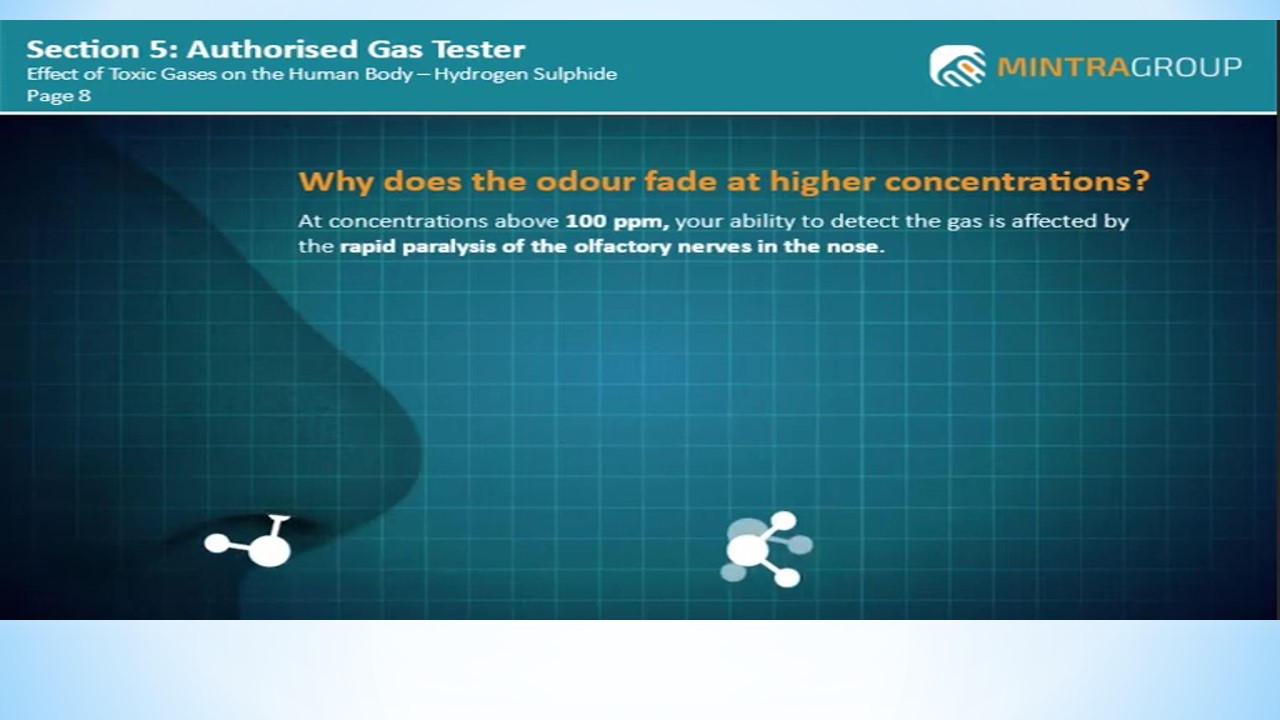 Section 5: Authorised Gas Tester
Effect of Toxic Gases on the Human Body – Hydrogen Sulphide
Page 8
MINTRAGROUP
Why does the odour fade at higher concentrations?
At concentrations above 100 ppm, your ability to detect the gas is affected by
the rapid paralysis of the olfactory nerves in the nose.